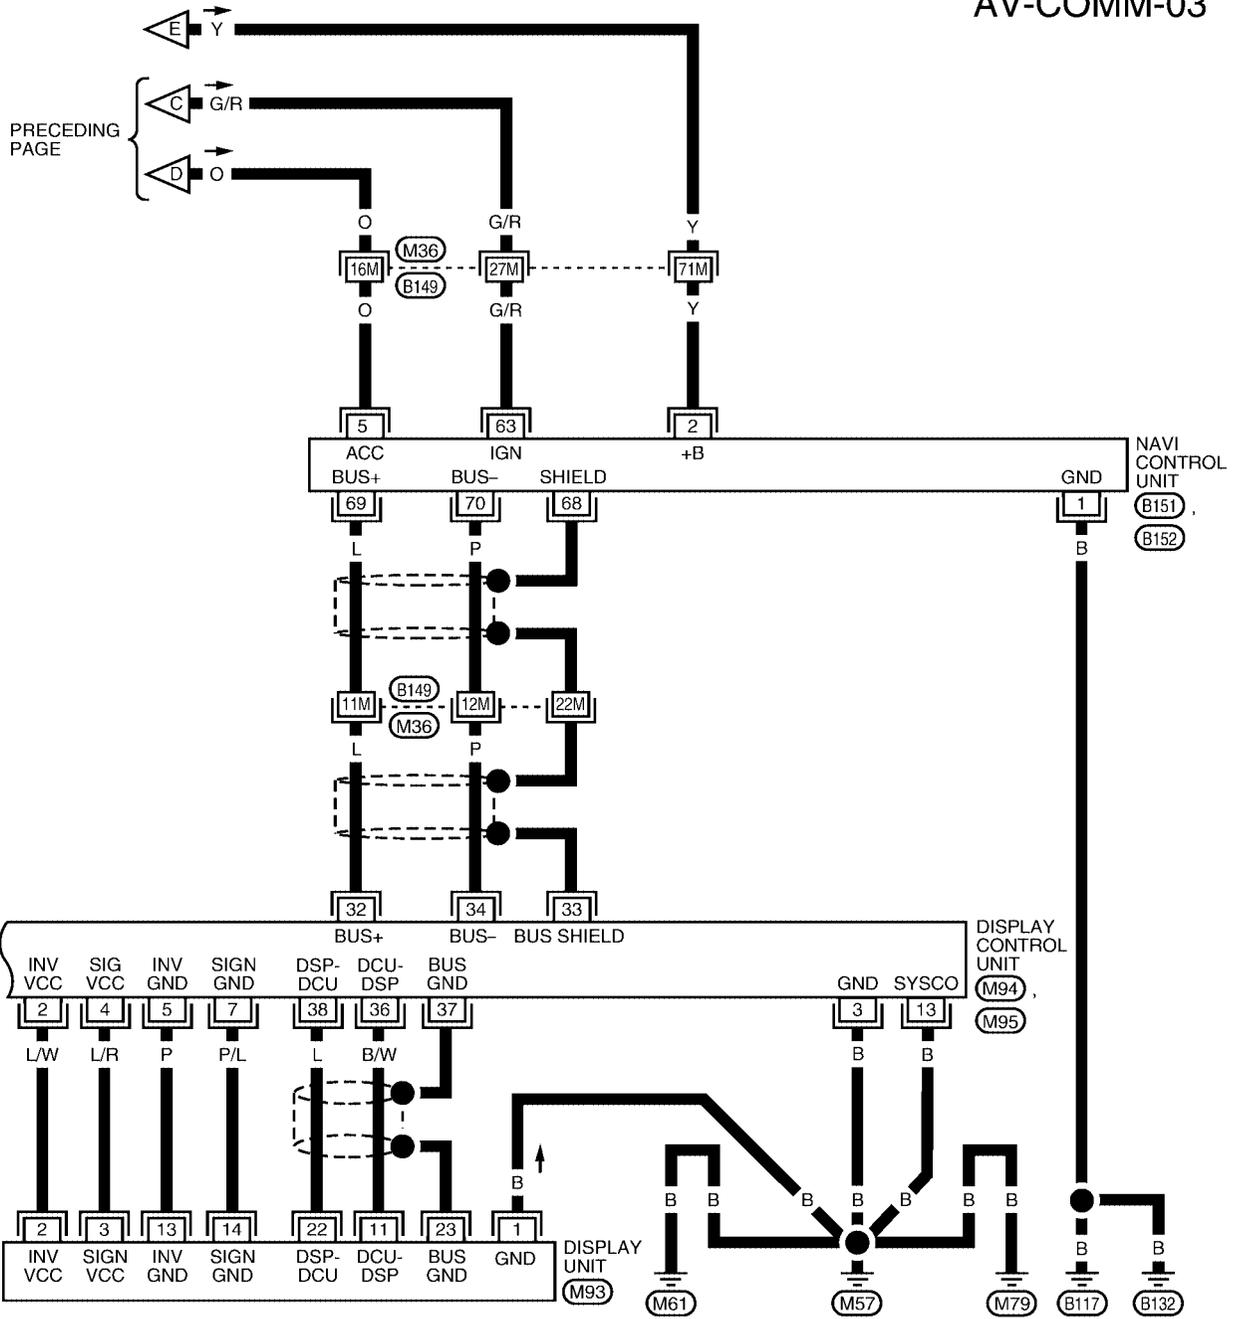 AV-COMM-03
E Y
PRECEDING
PAGE
C G/R
D O
O G/R Y
M36
16M 27M 71M
B149
O G/R Y
5 63 2
ACC IGN +B
BUS+ BUS– SHIELD GND
69 70 68 1
NAVI
CONTROL
UNIT
B151 ,
B152
L P B
B149
11M 12M 22M
M36
L P
32 34 33
BUS+ BUS– BUS SHIELD
DISPLAY
CONTROL
UNIT
M94 ,
M95
INV
VCC
SIG
VCC
INV
GND
SIGN
GND
DSP-
DCU
DCU-
DSP
BUS
GND
GND SYSCO
2 4 5 7 38 36 37 3 13
L/W L/R P P/L L B/W B B
B B B B B B B B
2 3 13 14 22 11 23 1
INV
VCC
SIGN
VCC
INV
GND
SIGN
GND
DSP-
DCU
DCU-
DSP
BUS
GND
GND
DISPLAY
UNIT
M93
B B
M61 M57 M79 B117 B132